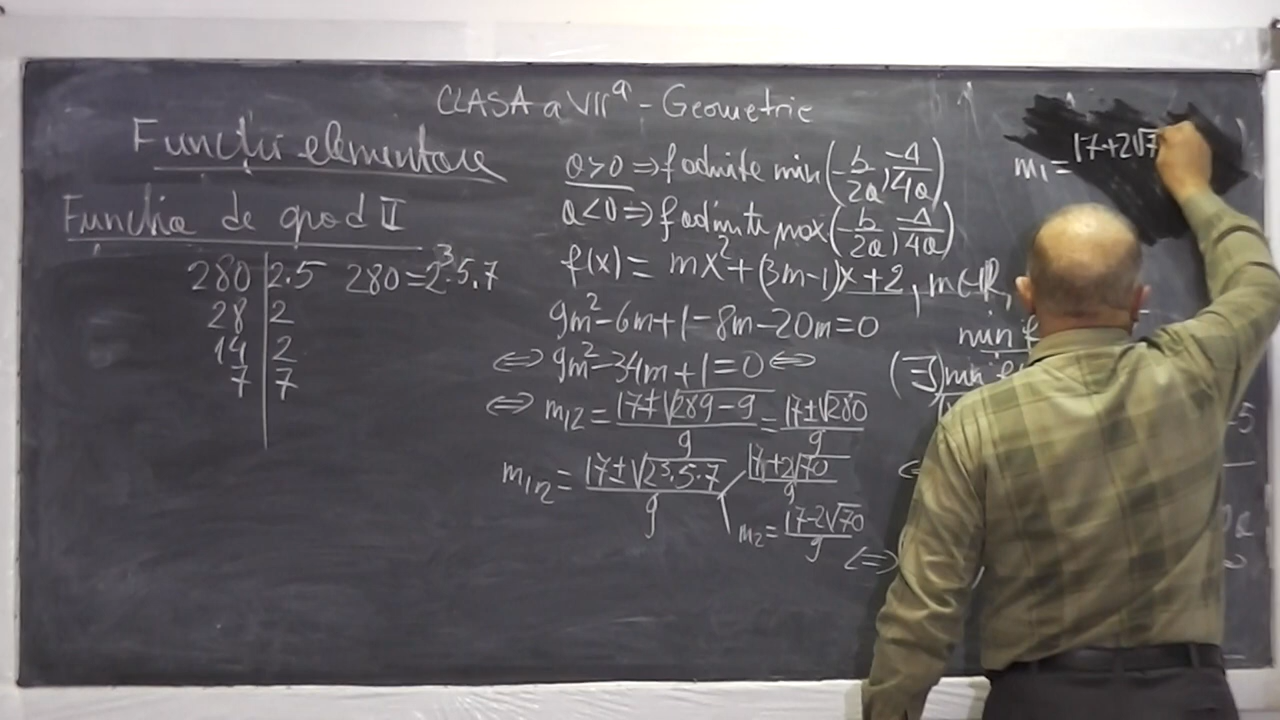 CLASA a VII a - Geometrie
Funcții elementare
Funcția de grad II
280 | 2·5 280 = 2³·5·7
28 | 2
14 | 2
7 | 7
a>0 ⇒ f admite min (-b/2a, -Δ/4a)
a<0 ⇒ f admite max (-b/2a, -Δ/4a)
f(x) = mx² + (3m-1)x + 2, m∈ℝ,
9m² - 6m + 1 - 8m - 20m = 0
⇔ 9m² - 34m + 1 = 0 ⇔
⇔ m12 = (17 ± √289 - 9)/9 = (17 ± √280)/9
m1,2 = (17 ± √2³·5·7)/9
(17 + 2√70)/9
m2 = (17 - 2√70)/9
⇔
m1 = 17 + 2√7
min f
(∃) min f